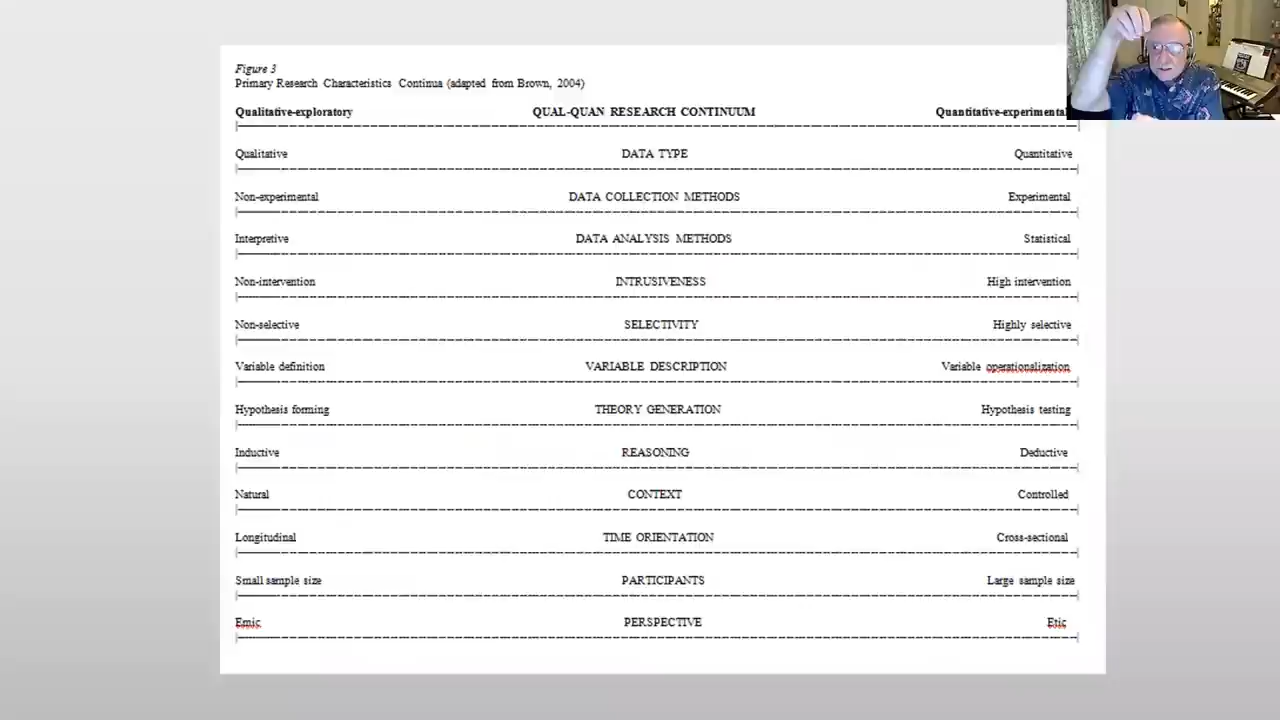 Figure 3
Primary Research Characteristics Continua (adapted from Brown, 2004)
Qualitative-exploratory QUAL-QUAN RESEARCH CONTINUUM Quantitative-experimental
Qualitative DATA TYPE Quantitative
Non-experimental DATA COLLECTION METHODS Experimental
Interpretive DATA ANALYSIS METHODS Statistical
Non-intervention INTRUSIVENESS High intervention
Non-selective SELECTIVITY Highly selective
Variable definition VARIABLE DESCRIPTION Variable operationalization
Hypothesis forming THEORY GENERATION Hypothesis testing
Inductive REASONING Deductive
Natural CONTEXT Controlled
Longitudinal TIME ORIENTATION Cross-sectional
Small sample size PARTICIPANTS Large sample size
Emic PERSPECTIVE Etic